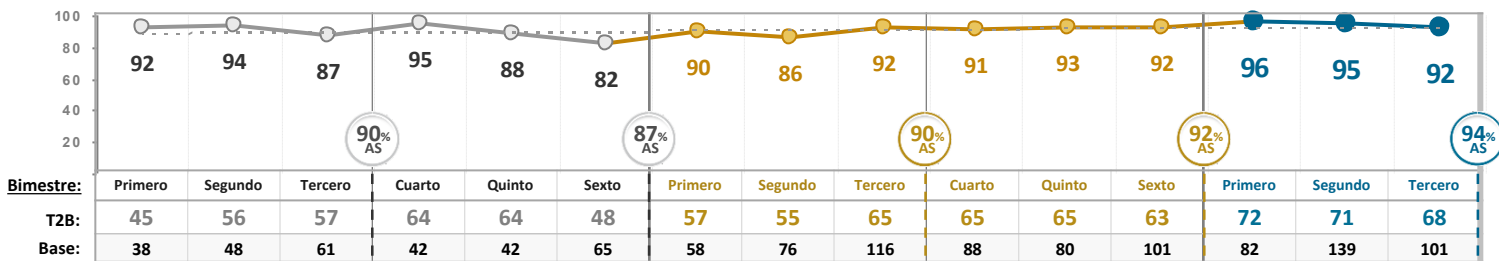 100
80
60
40
20
92 94 87 95 88 82 90 86 92 91 93 92 96 95 92
90% AS 87% AS 90% AS 92% AS 94% AS
Bimestre: Primero Segundo Tercero Cuarto Quinto Sexto Primero Segundo Tercero Cuarto Quinto Sexto Primero Segundo Tercero
T2B: 45 56 57 64 64 48 57 55 65 65 65 63 72 71 68
Base: 38 48 61 42 42 65 58 76 116 88 80 101 82 139 101